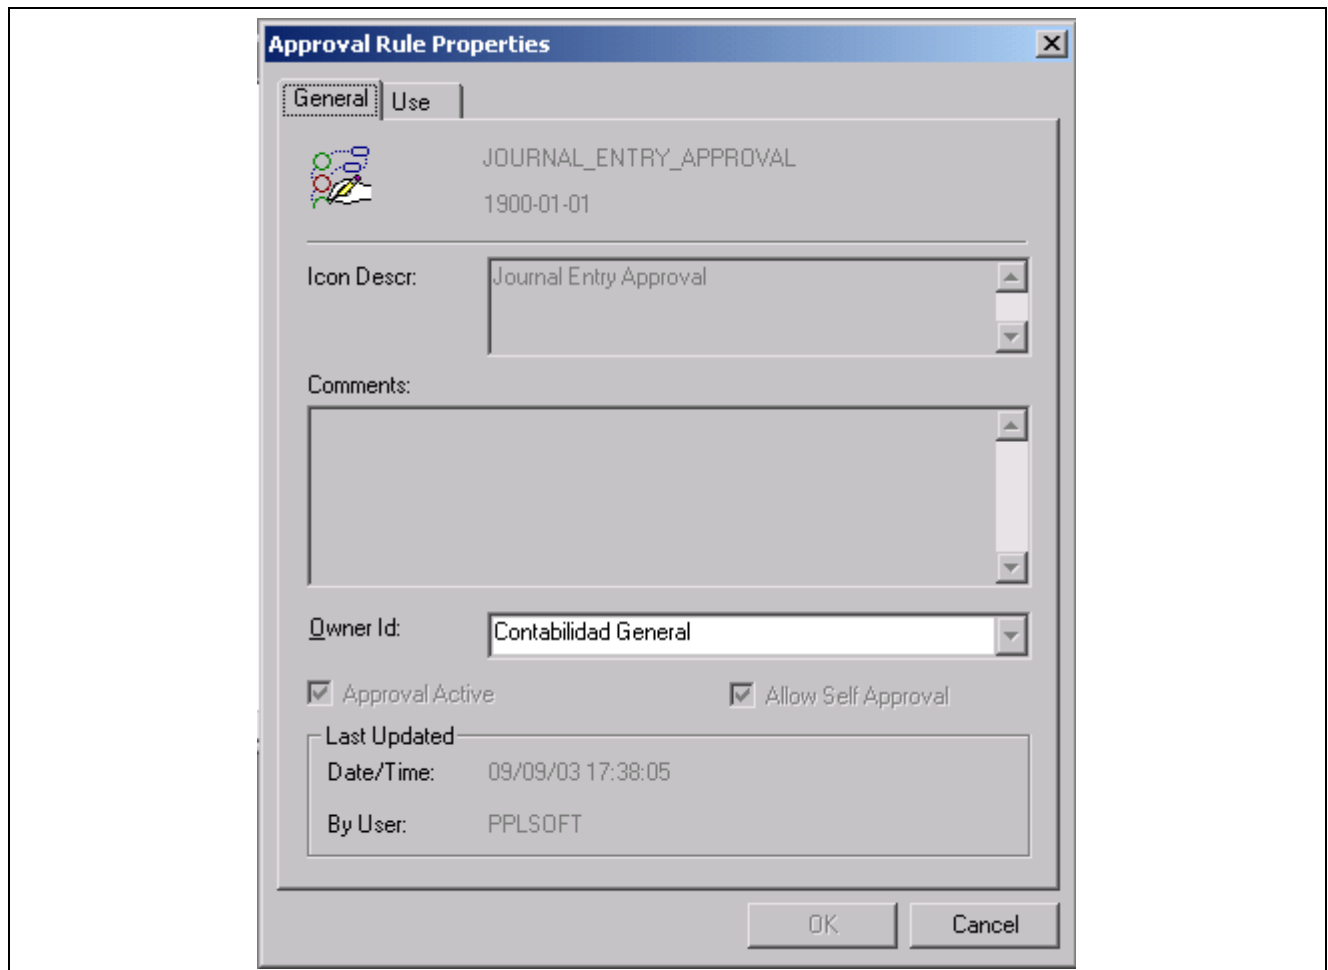 Approval Rule Properties
General Use
JOURNAL_ENTRY_APPROVAL
1900-01-01
Icon Descr: Journal Entry Approval
Comments:
Owner Id: Contabilidad General
Approval Active Allow Self Approval
Last Updated
Date/Time: 09/09/03 17:38:05
By User: PPLSOFT
OK Cancel